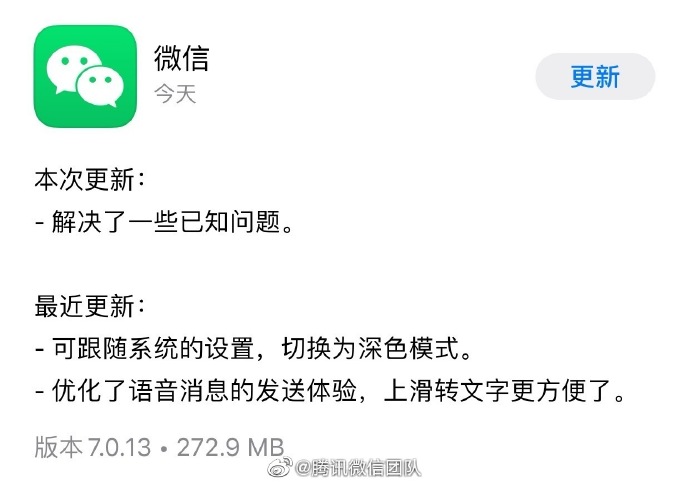 微信
今天
更新
本次更新：
- 解决了一些已知问题。
最近更新：
- 可跟随系统的设置，切换为深色模式。
- 优化了语音消息的发送体验，上滑转文字更方便了。
版本 7.0.13 • 272.9 MB
@腾讯微信团队